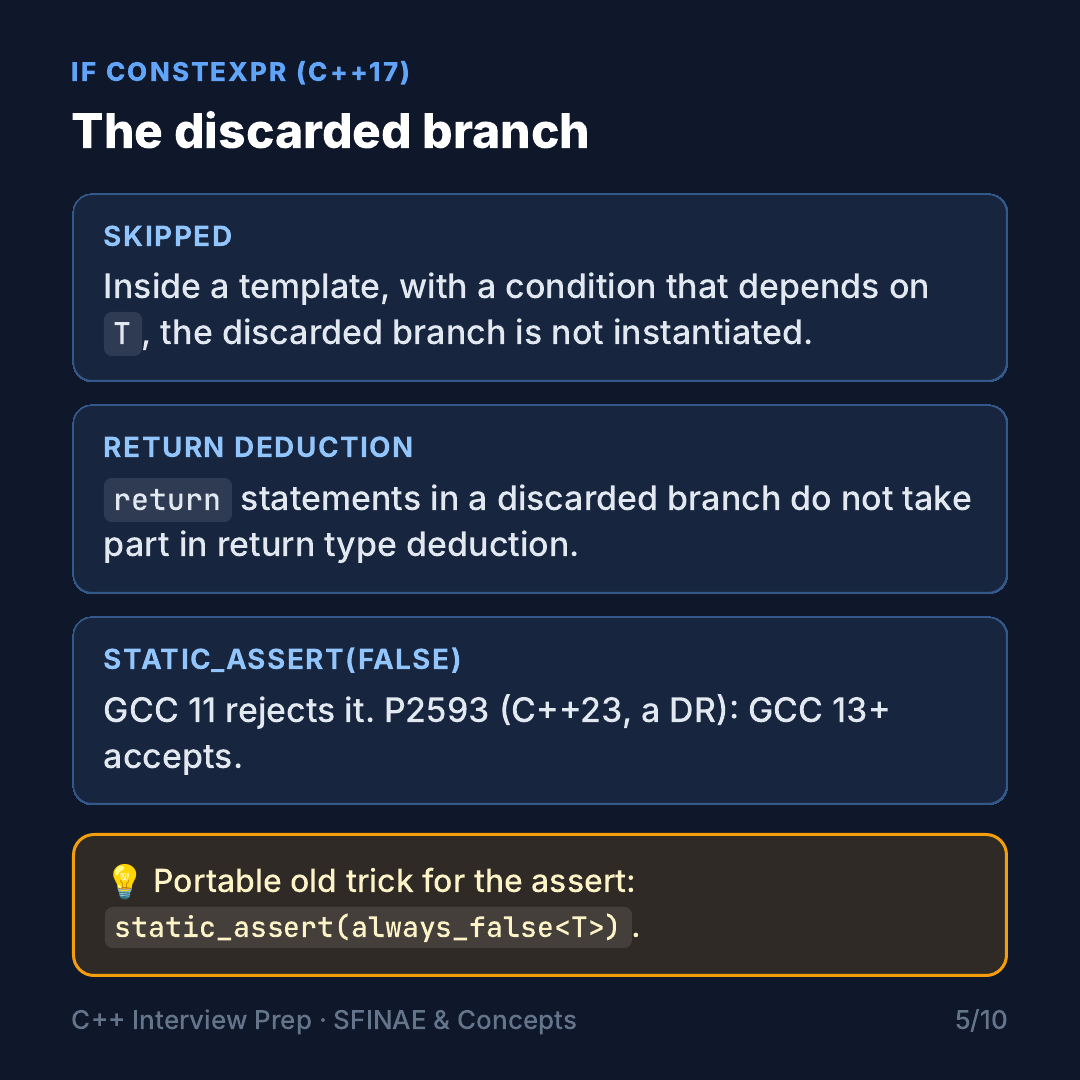 IF CONSTEXPR (C++17)
The discarded branch
SKIPPED
Inside a template, with a condition that depends on
T, the discarded branch is not instantiated.
RETURN DEDUCTION
return statements in a discarded branch do not take
part in return type deduction.
STATIC_ASSERT(FALSE)
GCC 11 rejects it. P2593 (C++23, a DR): GCC 13+
accepts.
💡 Portable old trick for the assert:
static_assert(always_false<T>).
C++ Interview Prep · SFINAE & Concepts
5/10